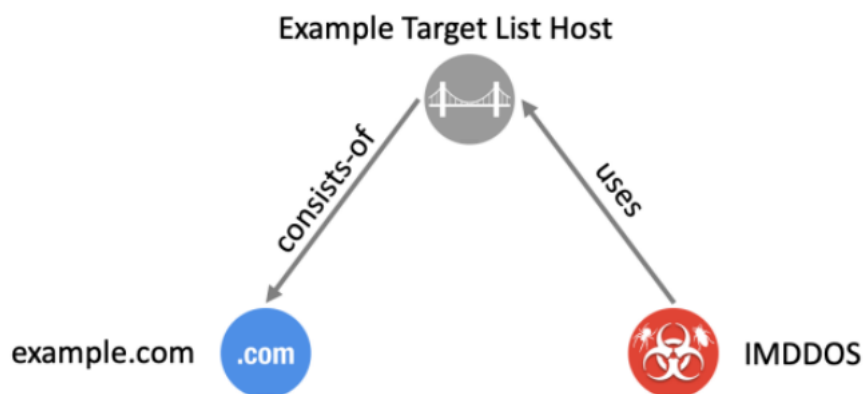 Example Target List Host
consists-of
uses
example.com
.com
IMDDOS